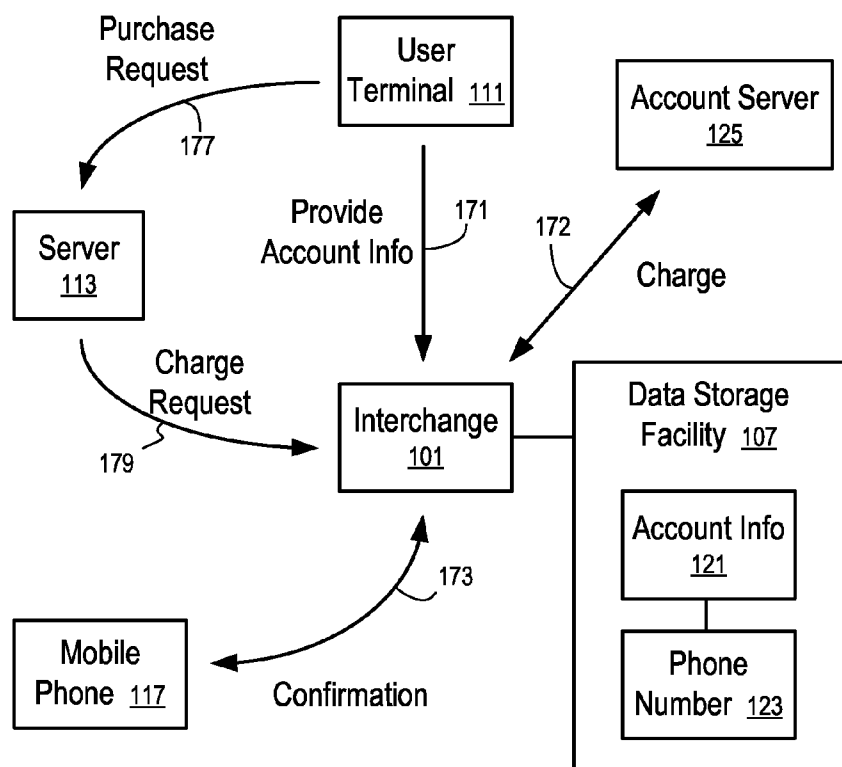 Purchase
Request
177
User
Terminal 111
Account Server
125
Provide
Account Info
171
172
Charge
Server
113
Charge
Request
179
Interchange
101
Data Storage
Facility 107
Account Info
121
Phone
Number 123
173
Mobile
Phone 117
Confirmation